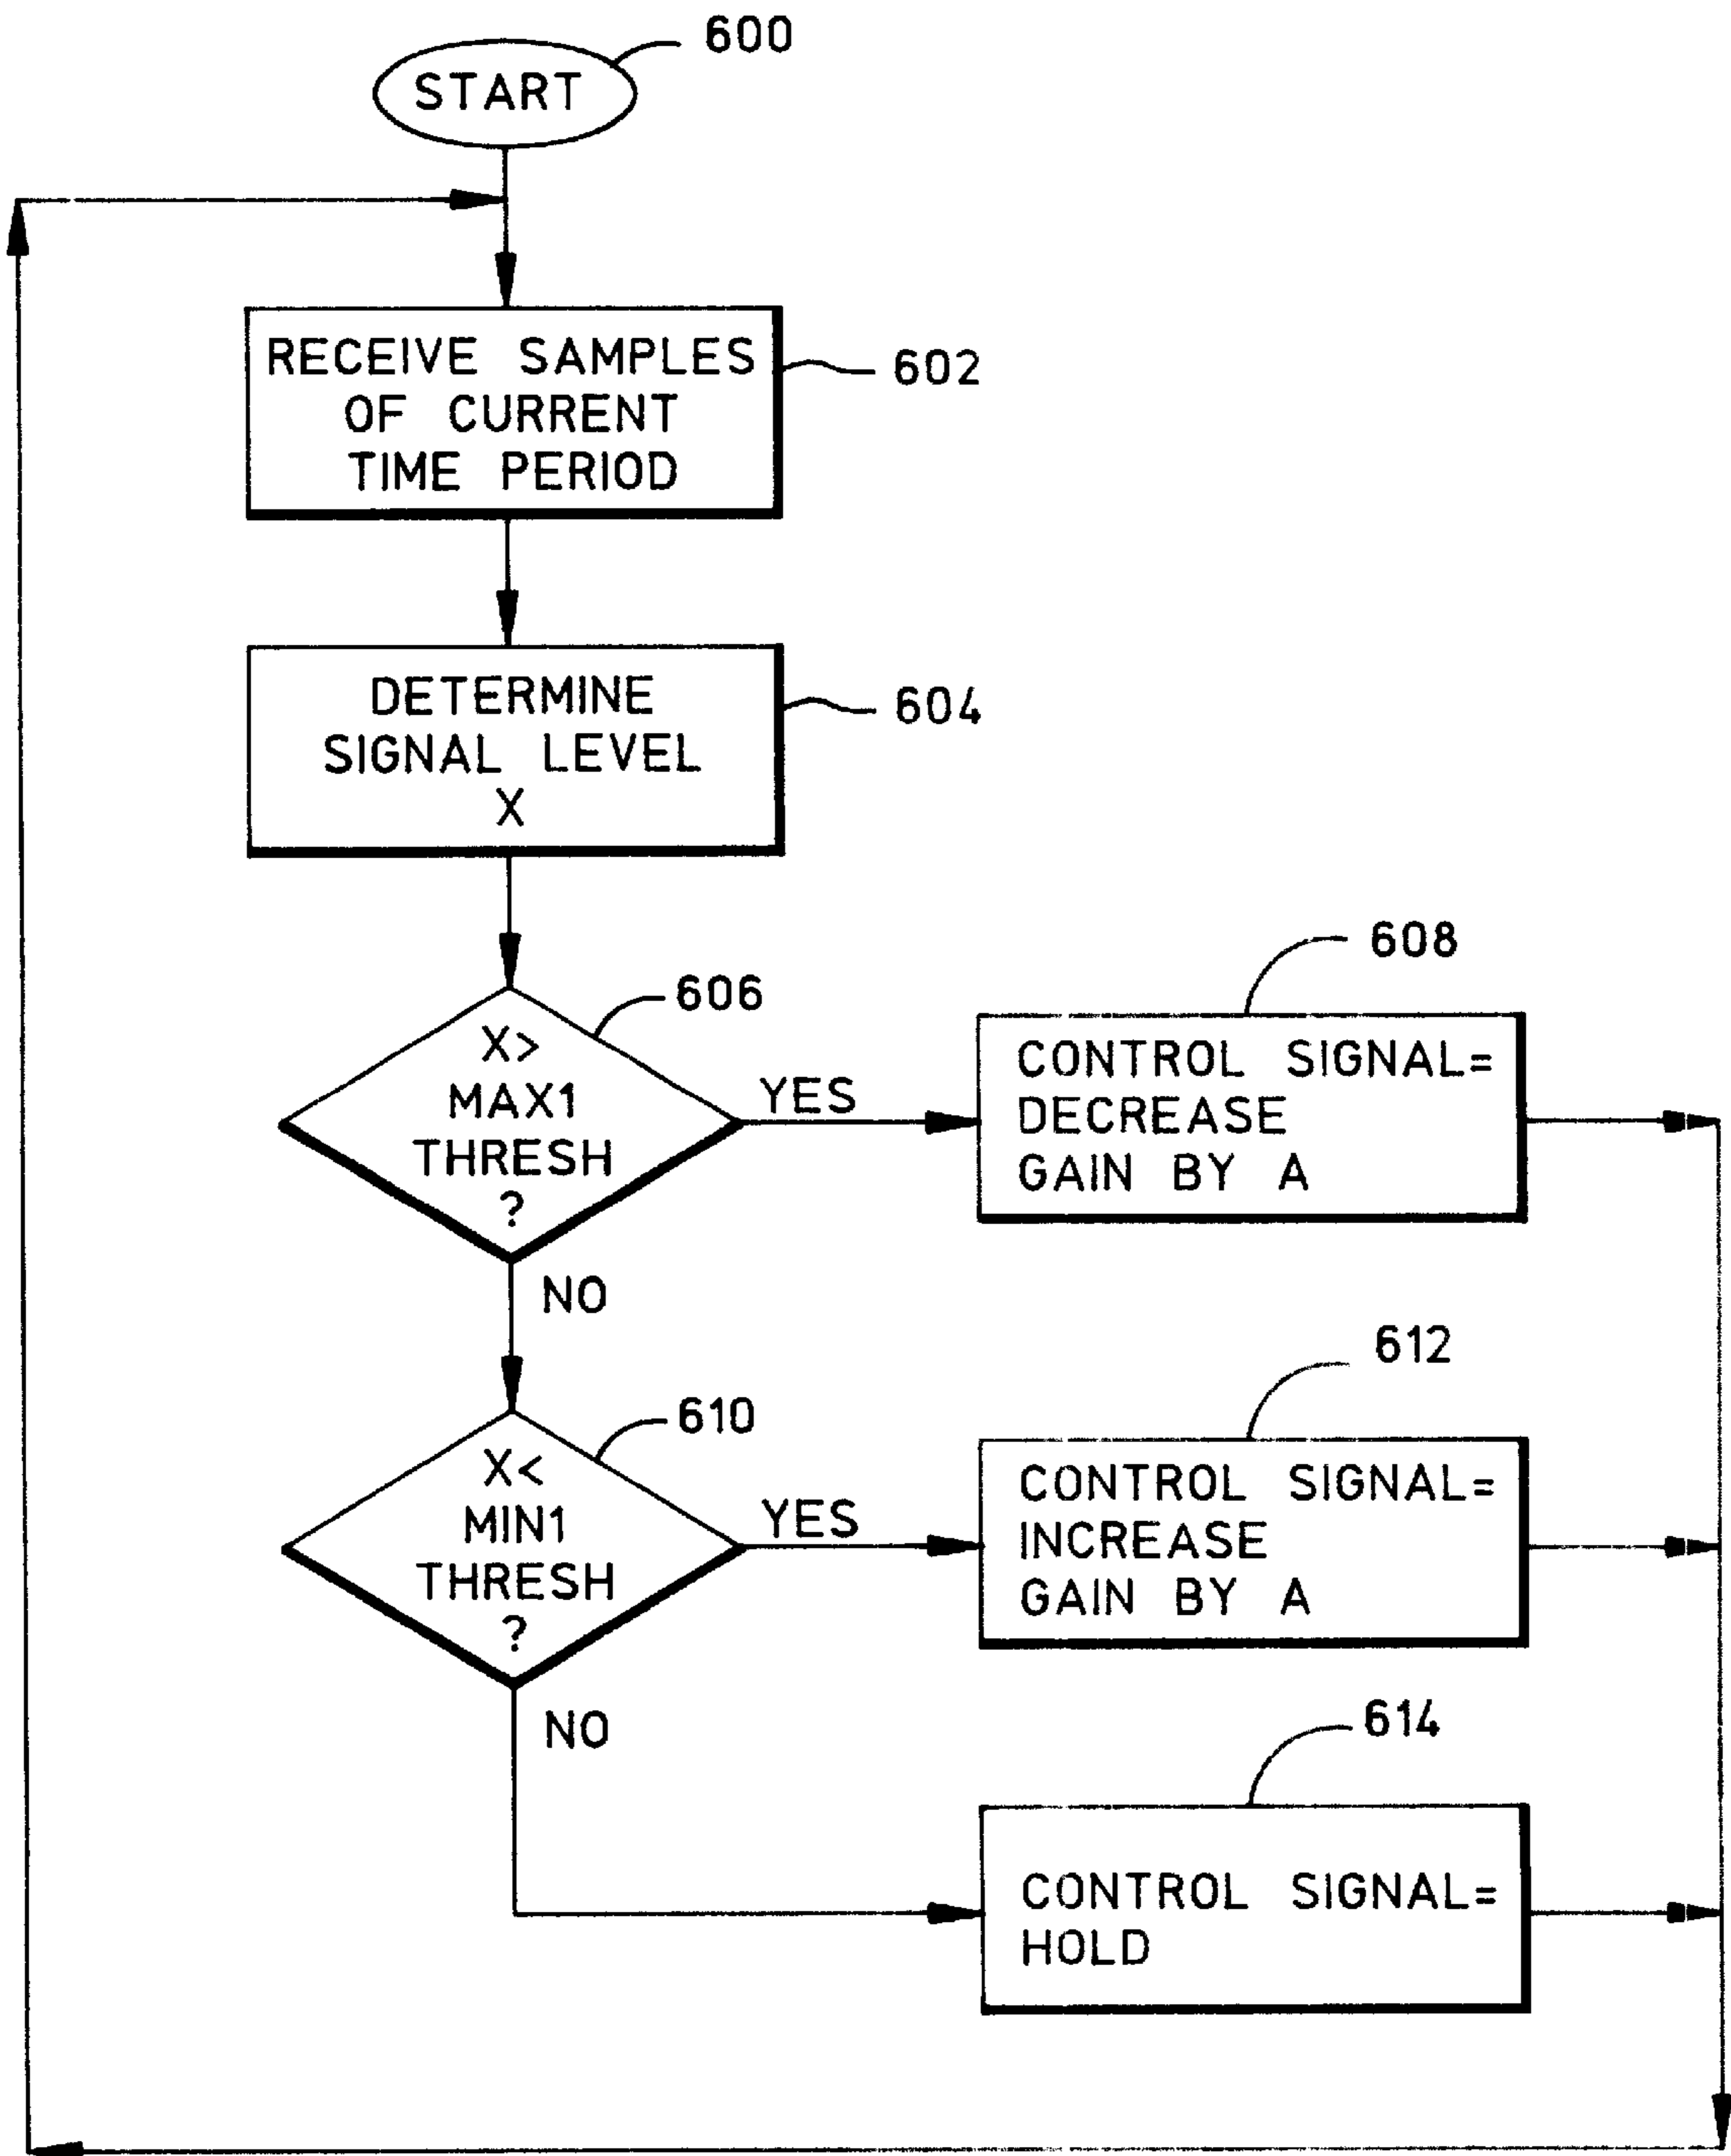 600
START
RECEIVE SAMPLES
OF CURRENT
TIME PERIOD
602
DETERMINE
SIGNAL LEVEL
X
604
606
X>
MAX1
THRESH
?
YES
608
CONTROL SIGNAL=
DECREASE
GAIN BY A
NO
610
X<
MIN1
THRESH
?
YES
612
CONTROL SIGNAL=
INCREASE
GAIN BY A
NO
614
CONTROL SIGNAL=
HOLD